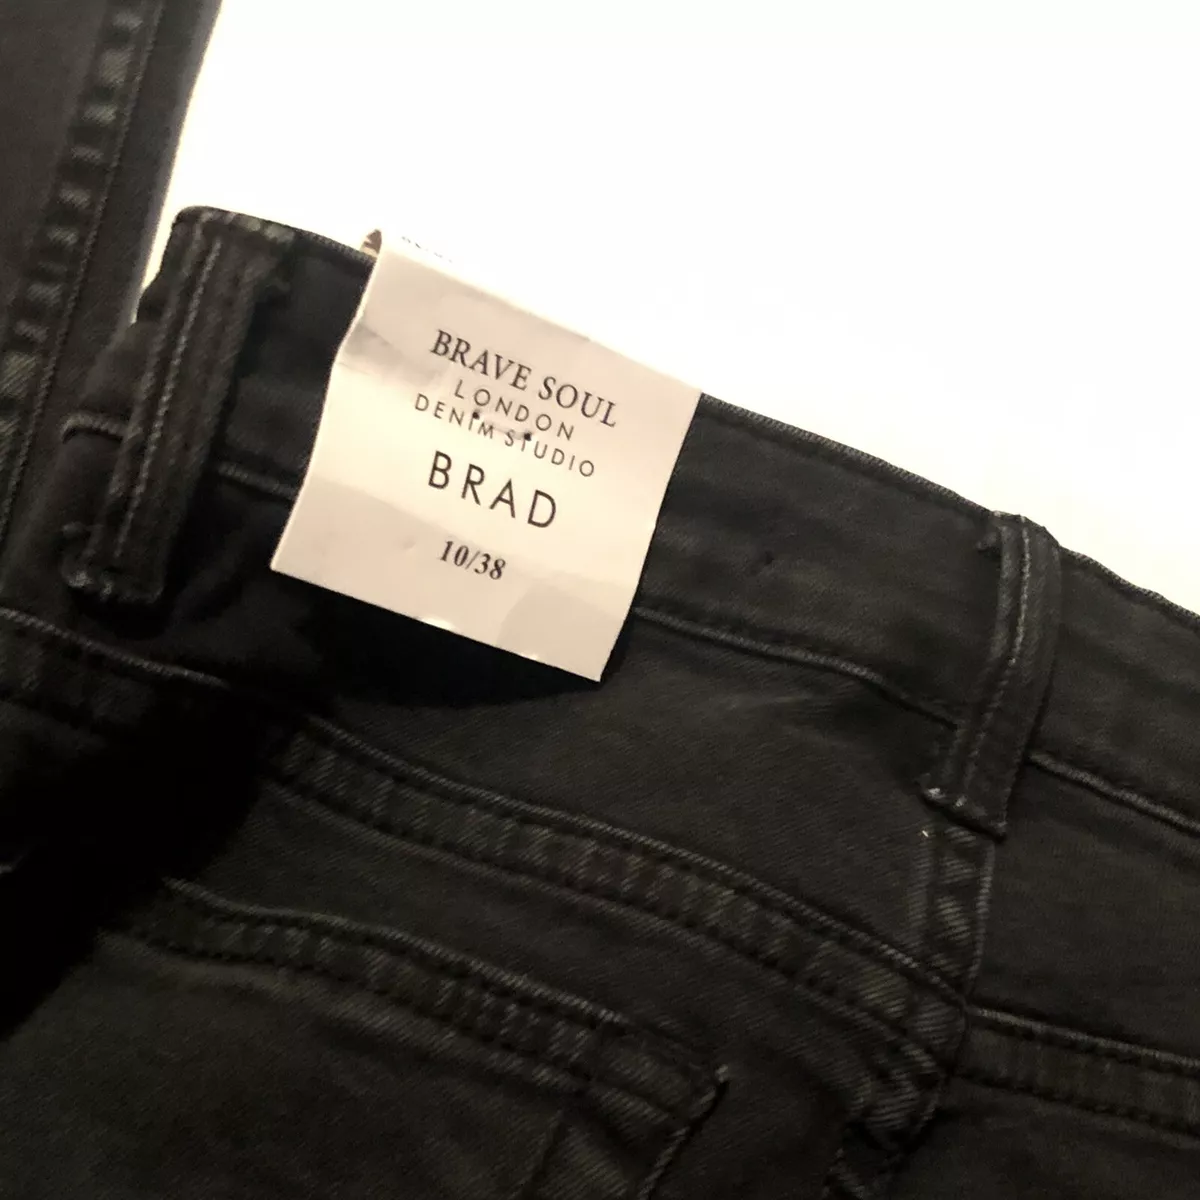 BRAVE SOUL
LONDON
DENIM STUDIO
BRAD
10/38